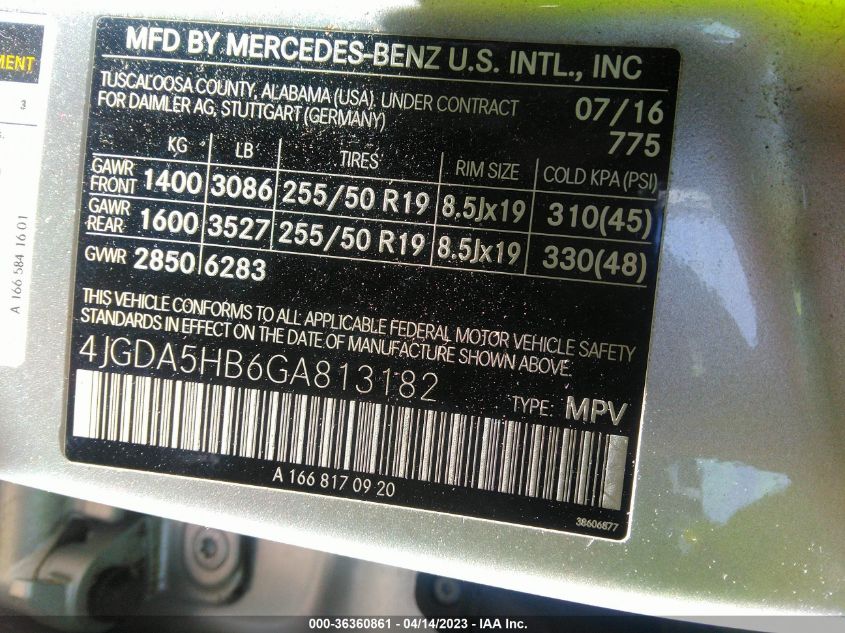 MENT
3
A 166 584 16 01
MFD BY MERCEDES-BENZ U.S. INTL., INC
TUSCALOOSA COUNTY, ALABAMA (USA), UNDER CONTRACT 07/16
FOR DAIMLER AG, STUTTGART (GERMANY) 775
KG LB TIRES RIM SIZE COLD KPA (PSI)
GAWR FRONT 1400 3086 255/50 R19 8.5Jx19 310(45)
GAWR REAR 1600 3527 255/50 R19 8.5Jx19 330(48)
GVWR 2850 6283
THIS VEHICLE CONFORMS TO ALL APPLICABLE FEDERAL MOTOR VEHICLE SAFETY
STANDARDS IN EFFECT ON THE DATE OF MANUFACTURE SHOWN ABOVE
4JGDA5HB6GA813182 TYPE: MPV
A 166 817 09 20
38606877
000-36360861 - 04/14/2023 - IAA Inc.